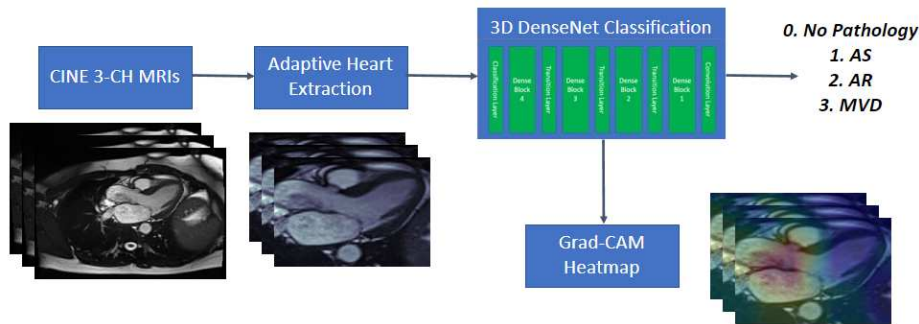 CINE 3-CH MRIs
Adaptive Heart
Extraction
3D DenseNet Classification
Classification Layer
Dense
Block
4
Transition Layer
Dense
Block
3
Transition Layer
Dense
Block
2
Transition Layer
Dense
Block
1
Convolution Layer
0. No Pathology
1. AS
2. AR
3. MVD
Grad-CAM
Heatmap